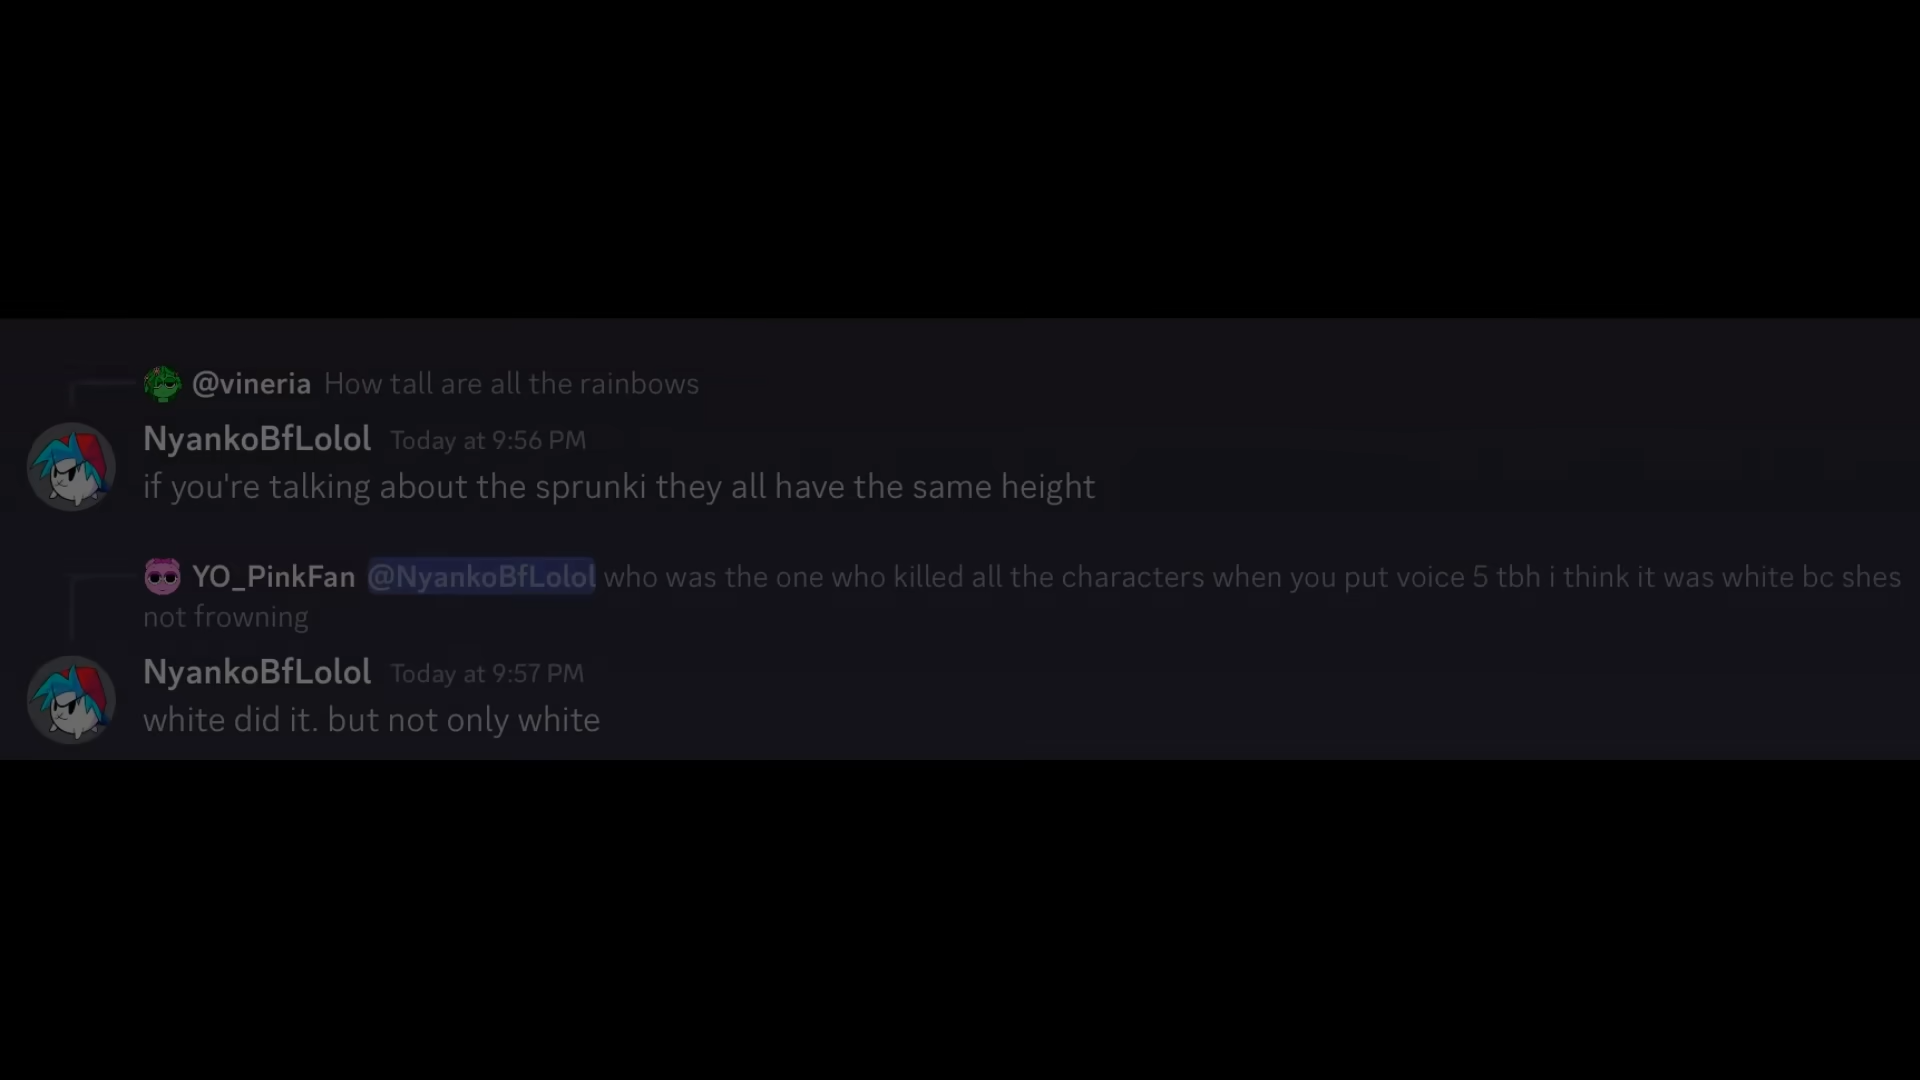 @vineria How tall are all the rainbows
NyankoBfLolol Today at 9:56 PM
if you're talking about the sprunki they all have the same height
YO_PinkFan @NyankoBfLolol who was the one who killed all the characters when you put voice 5 tbh i think it was white bc shes
not frowning
NyankoBfLolol Today at 9:57 PM
white did it. but not only white